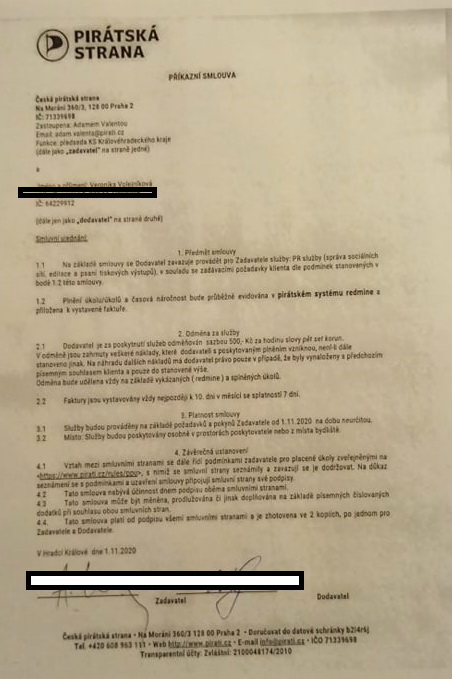 PIRÁTSKÁ
STRANA
PŘÍKAZNÍ SMLOUVA
Česká pirátská strana
Na Moráni 360/3, 128 00 Praha 2
IČ: 71339698
Zastoupena: Adamem Valentou
Email: adam.valenta@pirati.cz
Funkce: předseda KS Královéhradeckého kraje
(dále jako „zadavatel" na straně jedné)
a
IČ: 64229912
(dále jen jako „dodavatel" na straně druhé)
Smluvní ujednání:
1. Předmět smlouvy
1.1 Na základě smlouvy se Dodavatel zavazuje provádět pro Zadavatele služby: PR služby (správa sociálních
sítí, editace a psaní tiskových výstupů), v souladu se zadávacími požadavky klienta dle podmínek stanovených v
bodě 1.2 této smlouvy.
1.2 Plnění úkolu/úkolů a časová náročnost bude průběžně evidována v pirátském systému redmine a
přiložena k vystavené faktuře.
2. Odměna za služby
2.1 Dodavatel je za poskytnutí služeb odměňován sazbou 500,-Kč za hodinu slovy pět set korun.
V odměně jsou zahrnuty veškeré náklady, které dodavateli s poskytovaným plněním vzniknou, není-li dále
stanoveno jinak. Na náhradu dalších nákladů má dodavatel právo pouze v případě, že byly vynaloženy s předchozím
písemným souhlasem klienta a pouze do stanovené výše.
Odměna bude udělena vždy na základě vykázaných ( redmine ) a splněných úkolů.
2.2 Faktury jsou vystavovány vždy nejpozději k 10. dni v měsíci se splatností 7 dní.
3. Platnost smlouvy
3.1 Služby budou prováděny na základě požadavků a pokynů Zadavatele od 1.11.2020 na dobu neurčitou.
3.2 Místo: Služby budou poskytovány osobně v prostorách poskytovatele nebo z místa bydliště.
4. Závěrečná ustanovení
4.1 Vztah mezi smluvními stranami se dále řídí podmínkami zadavatele pro placené úkoly zveřejněnými na
<https://www.pirati.cz/rules/ppu>, s nimiž se smluvní strany seznámily a zavazují se je dodržovat. Na důkaz
seznámení se s podmínkami a uzavření smlouvy připojují smluvní strany své podpisy.
4.2 Tato smlouva nabývá účinnost dnem podpisu oběma smluvními stranami.
4.3 Tato smlouva může být měněna, prodlužována či jinak doplňována na základě písemných číslovaných
dodatků při souhlasu obou smluvních stran.
4.4. Tato smlouva platí od podpisu všemi smluvními stranami a je zhotovena ve 2 kopiích, po jednom pro
Zadavatele a Dodavatele.
V Hradci Králové dne 1.11.2020
Zadavatel Dodavatel
Česká pirátská strana • Na Moráni 360/3 128 00 Praha 2 • Doručovat do datové schránky b2i4r6j
Tel. +420 608 963 111 • Web http://www.pirati.cz • E-mail info@pirati.cz • IČO 71339698
Transparentní účty: Zvláštní: 2100048174/2010